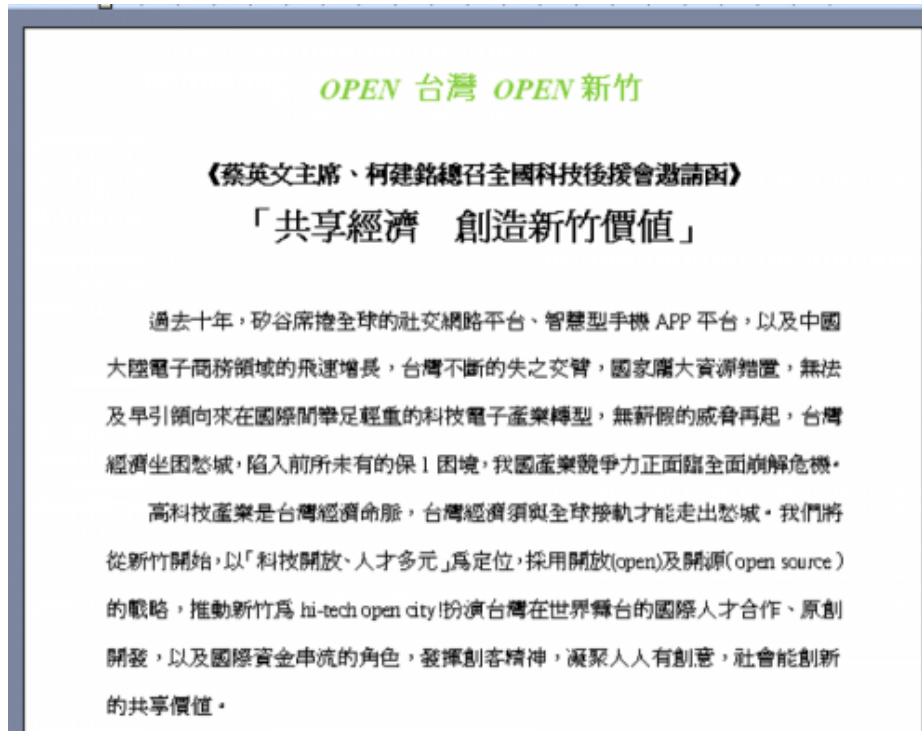 OPEN 台灣 OPEN 新竹
《蔡英文主席、柯建銘總召全國科技後援會邀請函》
「共享經濟　創造新竹價值」
過去十年，矽谷席捲全球的社交網路平台、智慧型手機 APP 平台，以及中國
大陸電子商務領域的飛速增長，台灣不斷的失之交臂，國家龐大資源錯置，無法
及早引領向來在國際間舉足輕重的科技電子產業轉型，無薪假的威脅再起，台灣
經濟坐困愁城，陷入前所未有的保 1 困境，我國產業競爭力正面臨全面崩解危機。
高科技產業是台灣經濟命脈，台灣經濟須與全球接軌才能走出愁城。我們將
從新竹開始，以「科技開放、人才多元」為定位，採用開放(open)及開源(open source)
的戰略，推動新竹為 hi-tech open city!扮演台灣在世界舞台的國際人才合作、原創
開發，以及國際資金串流的角色，發揮創客精神，凝聚人人有創意，社會能創新
的共享價值。